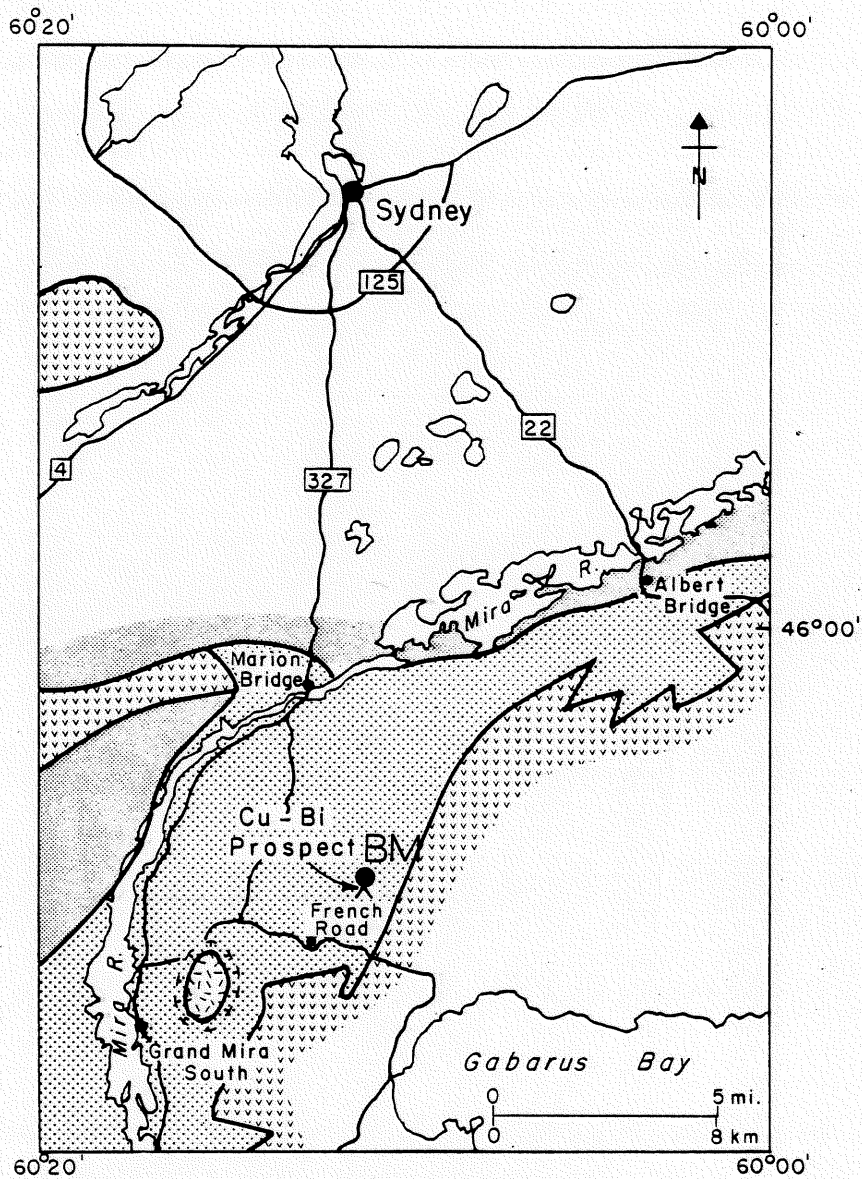 60°20'
60°00'
N
Sydney
125
22
4
327
Mira R.
Albert
Bridge
46°00'
Marion
Bridge
Cu - Bi
Prospect
BM
French
Road
Mira R.
Grand Mira
South
Gabarus Bay
0 5 mi.
0 8 km
60°20'
60°00'